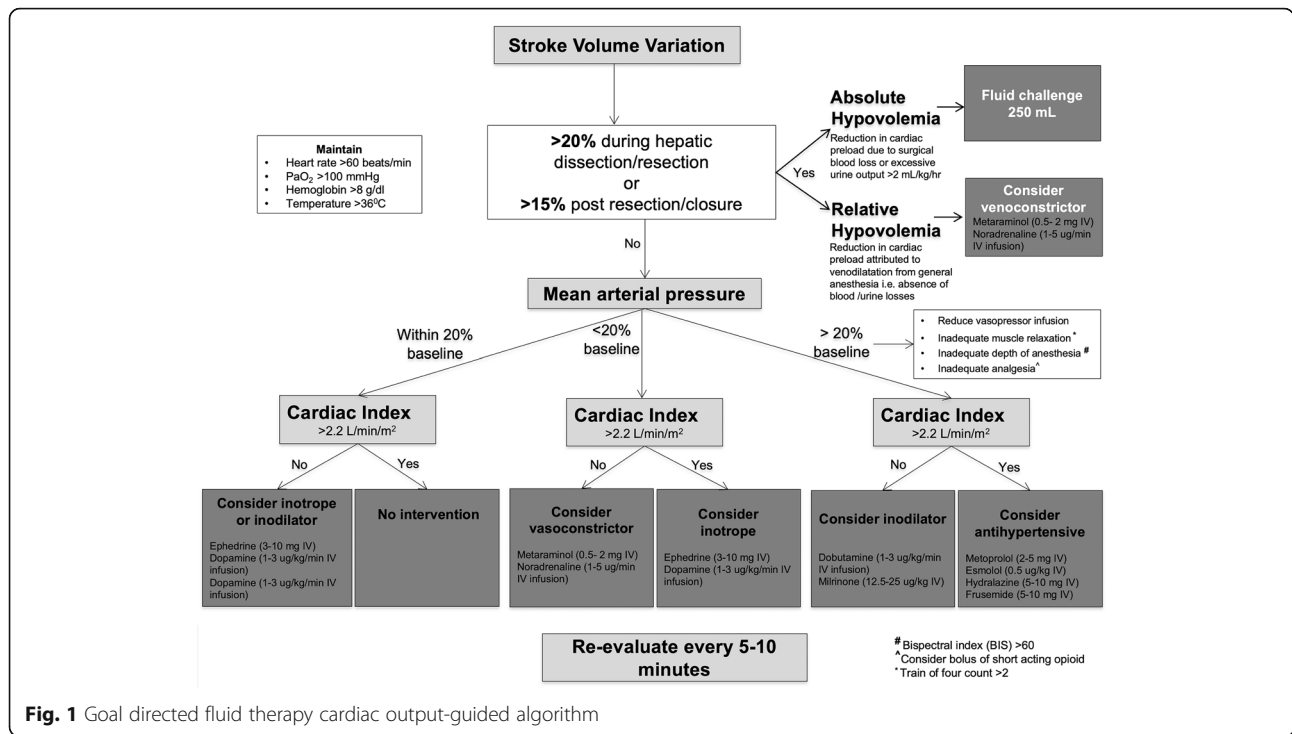 Stroke Volume Variation
Maintain
• Heart rate >60 beats/min
• PaO2 >100 mmHg
• Hemoglobin >8 g/dl
• Temperature >36⁰C
>20% during hepatic
dissection/resection
or
>15% post resection/closure
Yes
Absolute
Hypovolemia
Reduction in cardiac
preload due to surgical
blood loss or excessive
urine output >2 mL/kg/hr
Fluid challenge
250 mL
Relative
Hypovolemia
Reduction in cardiac
preload attributed to
venodilatation from general
anesthesia i.e. absence of
blood /urine losses
Consider
venoconstrictor
Metaraminol (0.5- 2 mg IV)
Noradrenaline (1-5 ug/min
IV infusion)
No
Mean arterial pressure
Within 20%
baseline
<20%
baseline
> 20%
baseline
• Reduce vasopressor infusion
• Inadequate muscle relaxation *
• Inadequate depth of anesthesia #
• Inadequate analgesia^
Cardiac Index
>2.2 L/min/m²
No
Yes
Consider inotrope
or inodilator
Ephedrine (3-10 mg IV)
Dopamine (1-3 ug/kg/min IV
infusion)
Dopamine (1-3 ug/kg/min IV
infusion)
No intervention
Cardiac Index
>2.2 L/min/m²
No
Yes
Consider
vasoconstrictor
Metaraminol (0.5- 2 mg IV)
Noradrenaline (1-5 ug/min
IV infusion)
Consider
inotrope
Ephedrine (3-10 mg IV)
Dopamine (1-3 ug/kg/min IV
infusion)
Cardiac Index
>2.2 L/min/m²
No
Yes
Consider inodilator
Dobutamine (1-3 ug/kg/min
IV infusion)
Milrinone (12.5-25 ug/kg IV)
Consider
antihypertensive
Metoprolol (2-5 mg IV)
Esmolol (0.5 ug/kg IV)
Hydralazine (5-10 mg IV)
Frusemide (5-10 mg IV)
Re-evaluate every 5-10
minutes
# Bispectral index (BIS) >60
^Consider bolus of short acting opioid
* Train of four count >2
Fig. 1 Goal directed fluid therapy cardiac output-guided algorithm